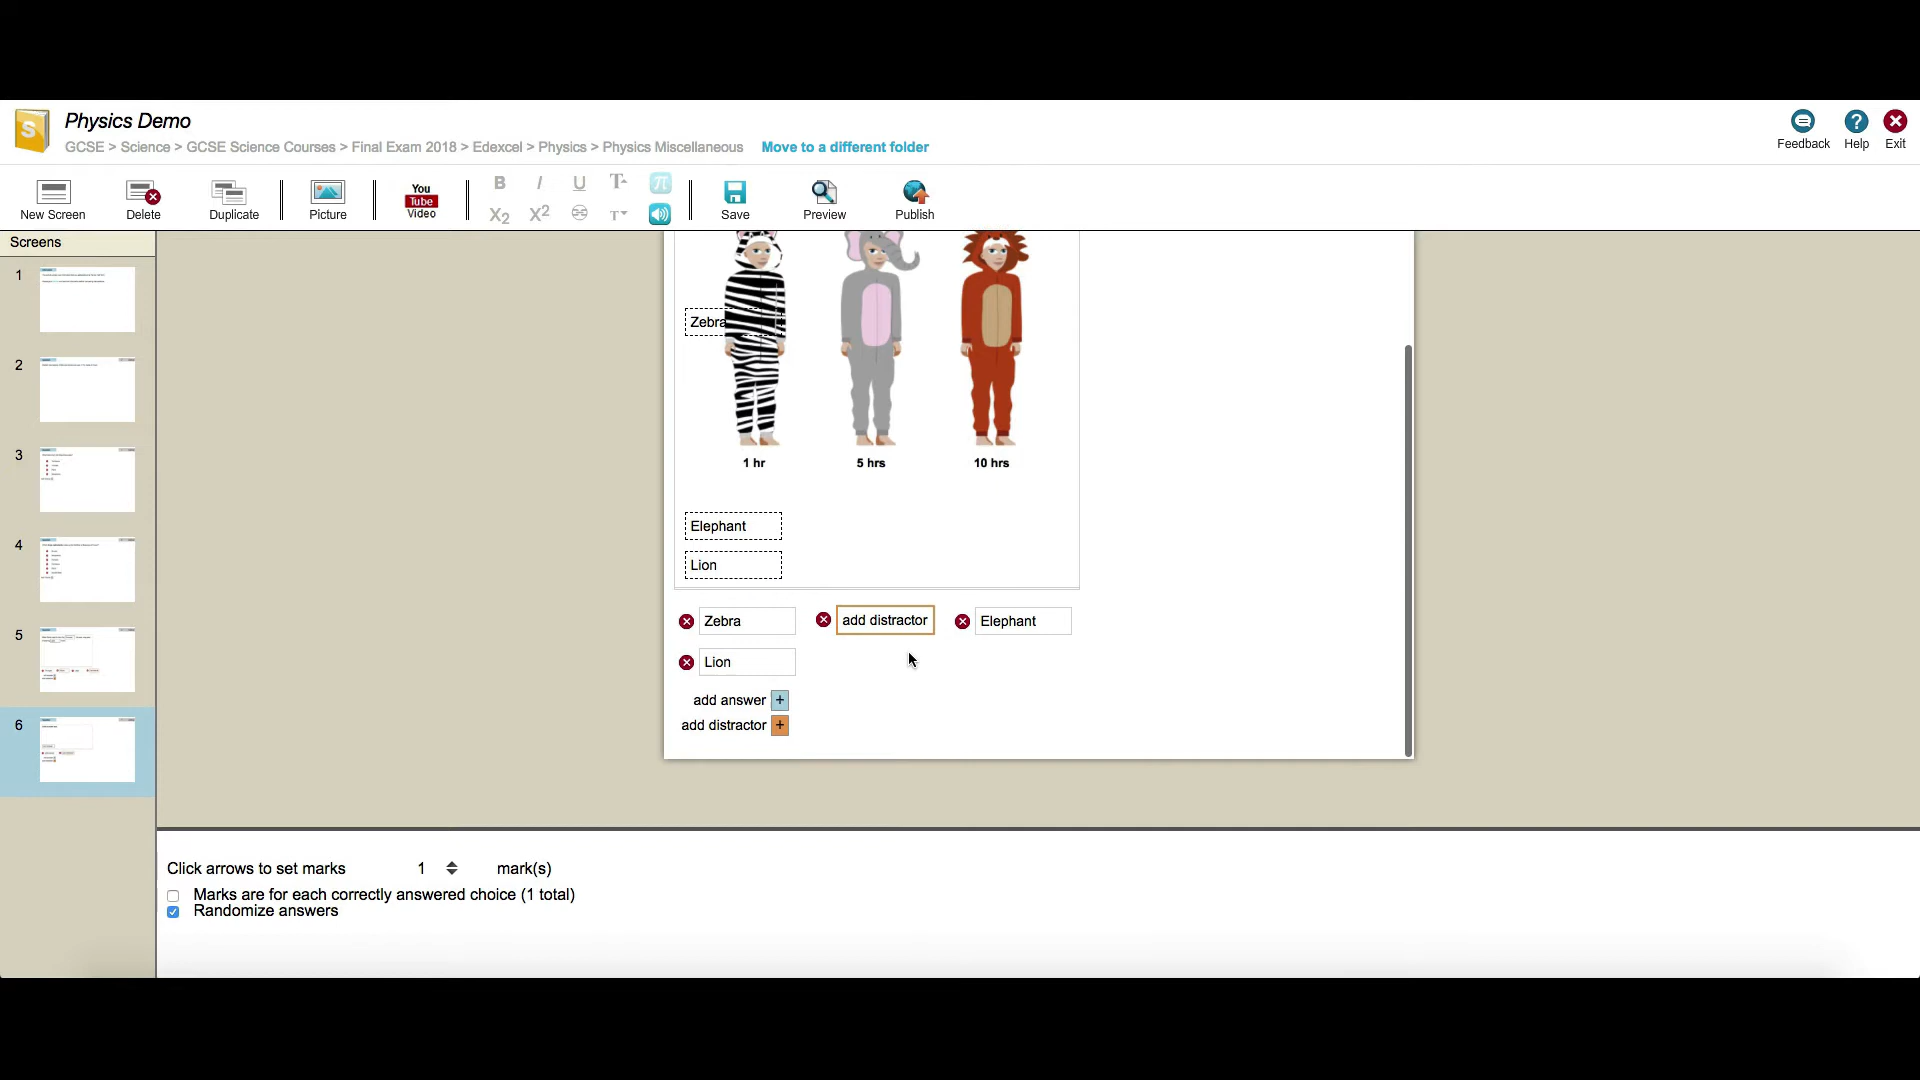 Physics Demo
GCSE > Science > GCSE Science Courses > Final Exam 2018 > Edexcel > Physics > Physics Miscellaneous Move to a different folder
Feedback Help Exit
New Screen Delete Duplicate Picture You Tube Video B I U T π X2 X2 T Save Preview Publish
Screens
1
2
3
4
5
6
Zebra
1 hr 5 hrs 10 hrs
Elephant
Lion
Zebra add distractor Elephant
Lion
add answer +
add distractor +
Click arrows to set marks 1 mark(s)
Marks are for each correctly answered choice (1 total)
Randomize answers